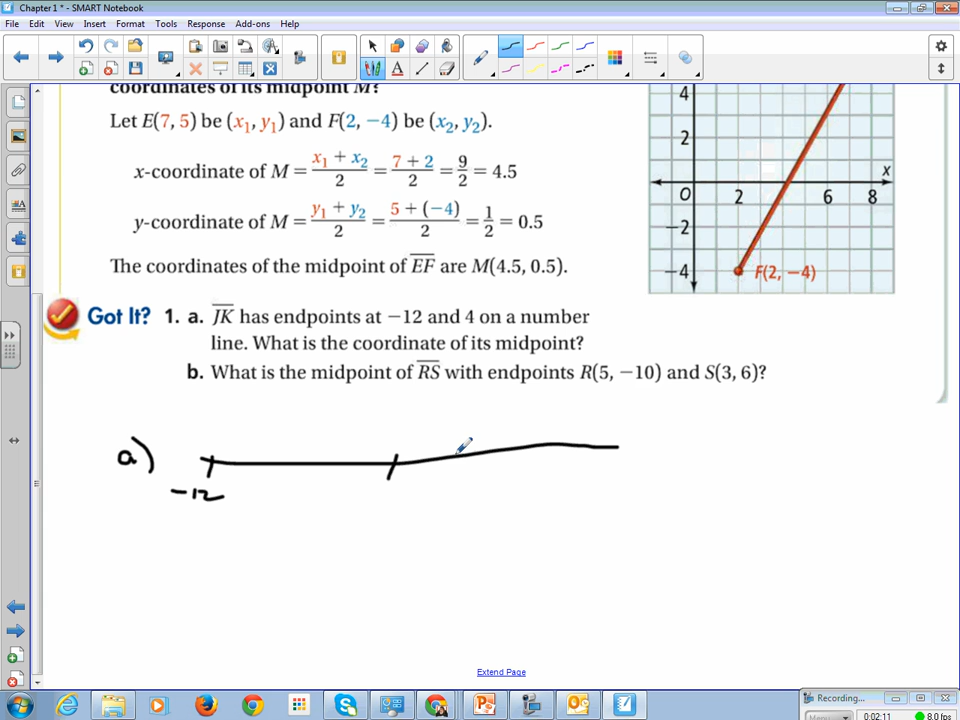 Chapter1 * - SMART Notebook
File Edit View Insert Format Tools Response Add-ons Help
coordinates of its midpoint M?
Let E(7, 5) be (x₁, y₁) and F(2, −4) be (x₂, y₂).
x-coordinate of M = (x₁ + x₂)/2 = (7 + 2)/2 = 9/2 = 4.5
y-coordinate of M = (y₁ + y₂)/2 = (5 + (−4))/2 = 1/2 = 0.5
The coordinates of the midpoint of E̅F̅ are M(4.5, 0.5).
4
2
x
O 2 6 8
−2
−4 F(2, −4)
Got It? 1. a. J̅K̅ has endpoints at −12 and 4 on a number
line. What is the coordinate of its midpoint?
b. What is the midpoint of R̅S̅ with endpoints R(5, −10) and S(3, 6)?
a)
−12
Extend Page
Recording...
Menu
0:02:11 8.0 fps